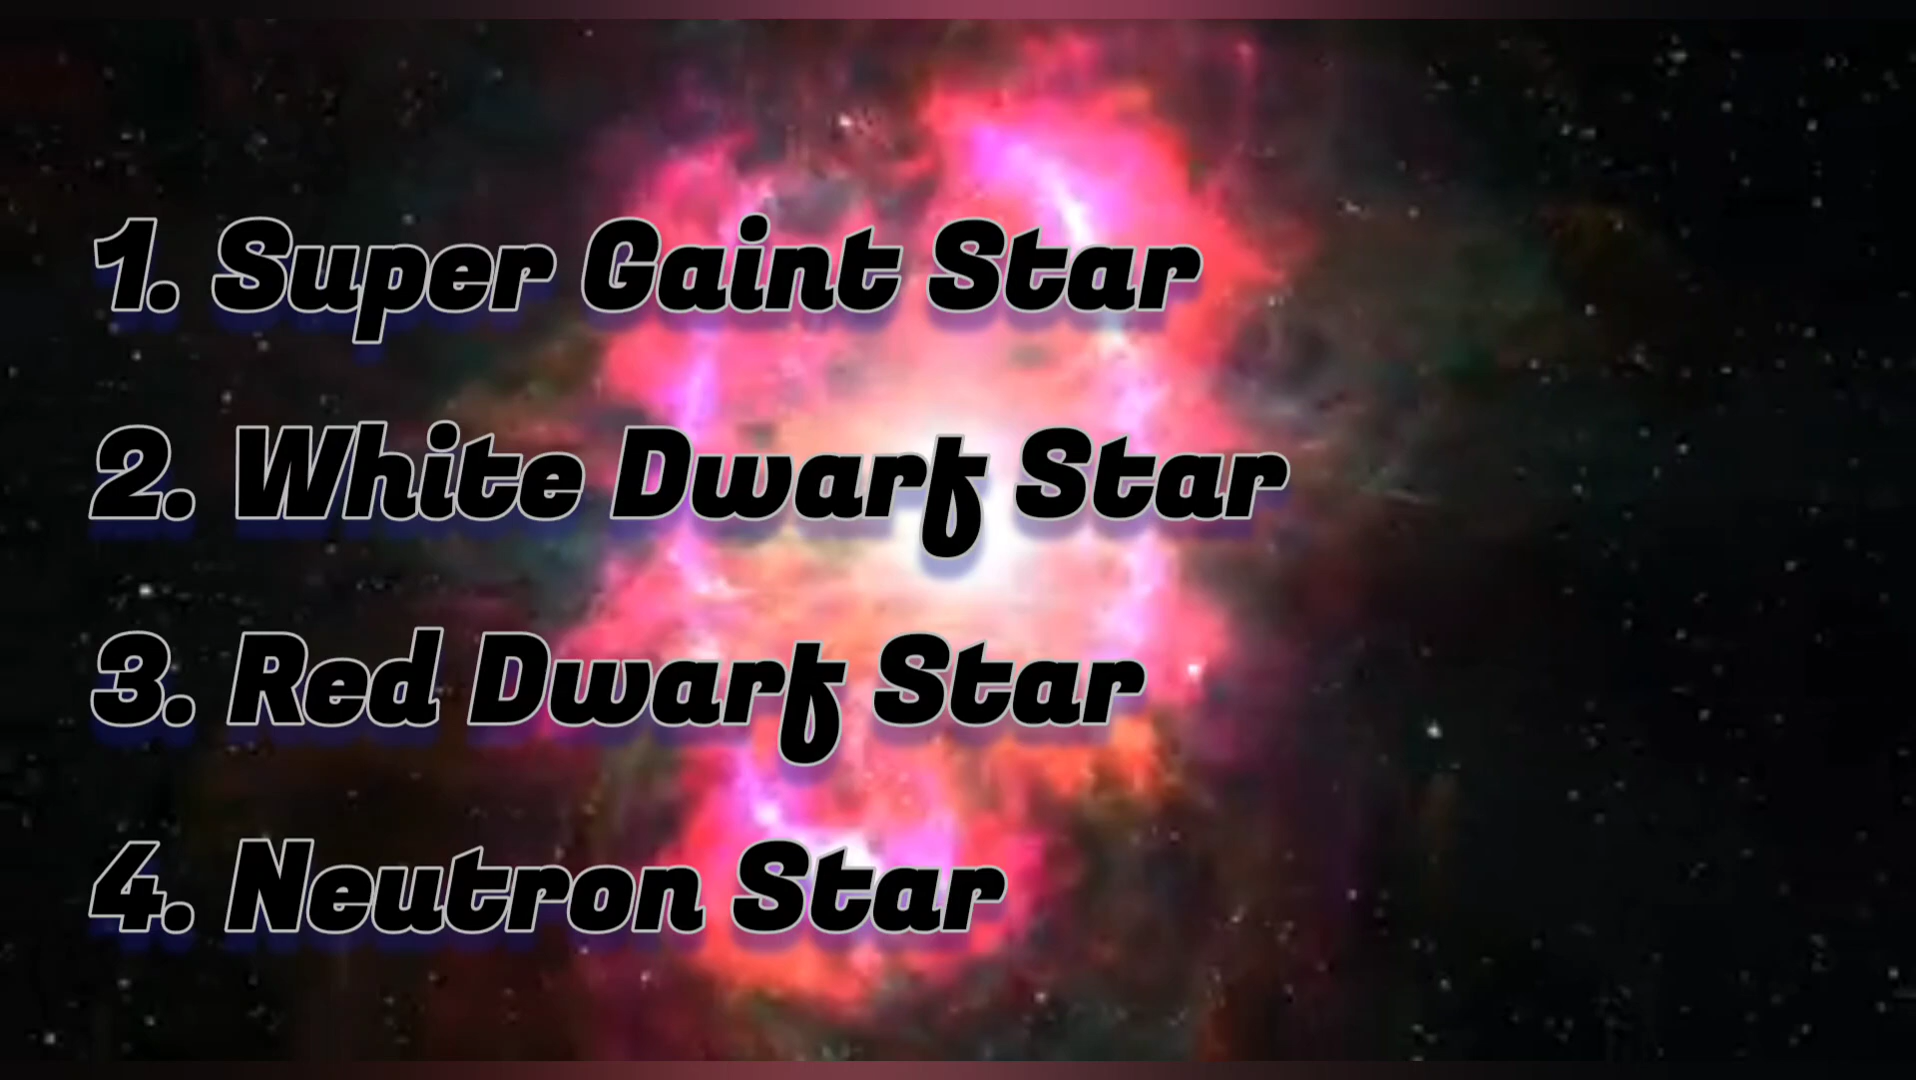 1. Super Gaint Star
2. White Dwarf Star
3. Red Dwarf Star
4. Neutron Star